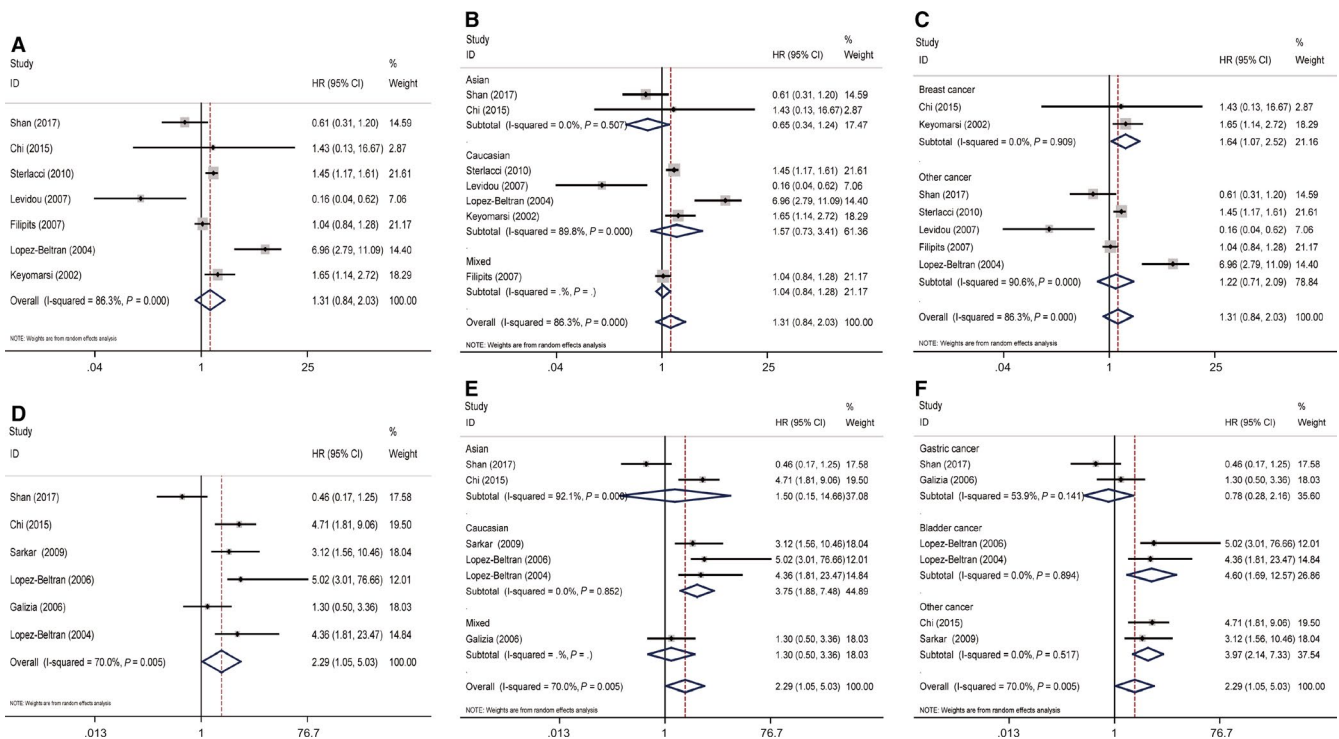 A
Study %
ID HR (95% CI) Weight
Shan (2017) 0.61 (0.31, 1.20) 14.59
Chi (2015) 1.43 (0.13, 16.67) 2.87
Sterlacci (2010) 1.45 (1.17, 1.61) 21.61
Levidou (2007) 0.16 (0.04, 0.62) 7.06
Filipits (2007) 1.04 (0.84, 1.28) 21.17
Lopez-Beltran (2004) 6.96 (2.79, 11.09) 14.40
Keyomarsi (2002) 1.65 (1.14, 2.72) 18.29
Overall (I-squared = 86.3%, P = 0.000) 1.31 (0.84, 2.03) 100.00
NOTE: Weights are from random effects analysis
.04 1 25
B
Study %
ID HR (95% CI) Weight
Asian
Shan (2017) 0.61 (0.31, 1.20) 14.59
Chi (2015) 1.43 (0.13, 16.67) 2.87
Subtotal (I-squared = 0.0%, P = 0.507) 0.65 (0.34, 1.24) 17.47
.
Caucasian
Sterlacci (2010) 1.45 (1.17, 1.61) 21.61
Levidou (2007) 0.16 (0.04, 0.62) 7.06
Lopez-Beltran (2004) 6.96 (2.79, 11.09) 14.40
Keyomarsi (2002) 1.65 (1.14, 2.72) 18.29
Subtotal (I-squared = 89.8%, P = 0.000) 1.57 (0.73, 3.41) 61.36
.
Mixed
Filipits (2007) 1.04 (0.84, 1.28) 21.17
Subtotal (I-squared = .%, P = .) 1.04 (0.84, 1.28) 21.17
.
Overall (I-squared = 86.3%, P = 0.000) 1.31 (0.84, 2.03) 100.00
NOTE: Weights are from random effects analysis
.04 1 25
C
Study %
ID HR (95% CI) Weight
Breast cancer
Chi (2015) 1.43 (0.13, 16.67) 2.87
Keyomarsi (2002) 1.65 (1.14, 2.72) 18.29
Subtotal (I-squared = 0.0%, P = 0.909) 1.64 (1.07, 2.52) 21.16
.
Other cancer
Shan (2017) 0.61 (0.31, 1.20) 14.59
Sterlacci (2010) 1.45 (1.17, 1.61) 21.61
Levidou (2007) 0.16 (0.04, 0.62) 7.06
Filipits (2007) 1.04 (0.84, 1.28) 21.17
Lopez-Beltran (2004) 6.96 (2.79, 11.09) 14.40
Subtotal (I-squared = 90.6%, P = 0.000) 1.22 (0.71, 2.09) 78.84
.
Overall (I-squared = 86.3%, P = 0.000) 1.31 (0.84, 2.03) 100.00
NOTE: Weights are from random effects analysis
.04 1 25
D
Study %
ID HR (95% CI) Weight
Shan (2017) 0.46 (0.17, 1.25) 17.58
Chi (2015) 4.71 (1.81, 9.06) 19.50
Sarkar (2009) 3.12 (1.56, 10.46) 18.04
Lopez-Beltran (2006) 5.02 (3.01, 76.66) 12.01
Galizia (2006) 1.30 (0.50, 3.36) 18.03
Lopez-Beltran (2004) 4.36 (1.81, 23.47) 14.84
Overall (I-squared = 70.0%, P = 0.005) 2.29 (1.05, 5.03) 100.00
NOTE: Weights are from random effects analysis
.013 1 76.7
E
Study %
ID HR (95% CI) Weight
Asian
Shan (2017) 0.46 (0.17, 1.25) 17.58
Chi (2015) 4.71 (1.81, 9.06) 19.50
Subtotal (I-squared = 92.1%, P = 0.000) 1.50 (0.15, 14.66) 37.08
.
Caucasian
Sarkar (2009) 3.12 (1.56, 10.46) 18.04
Lopez-Beltran (2006) 5.02 (3.01, 76.66) 12.01
Lopez-Beltran (2004) 4.36 (1.81, 23.47) 14.84
Subtotal (I-squared = 0.0%, P = 0.852) 3.75 (1.88, 7.48) 44.89
.
Mixed
Galizia (2006) 1.30 (0.50, 3.36) 18.03
Subtotal (I-squared = .%, P = .) 1.30 (0.50, 3.36) 18.03
.
Overall (I-squared = 70.0%, P = 0.005) 2.29 (1.05, 5.03) 100.00
NOTE: Weights are from random effects analysis
.013 1 76.7
F
Study %
ID HR (95% CI) Weight
Gastric cancer
Shan (2017) 0.46 (0.17, 1.25) 17.58
Galizia (2006) 1.30 (0.50, 3.36) 18.03
Subtotal (I-squared = 53.9%, P = 0.141) 0.78 (0.28, 2.16) 35.60
.
Bladder cancer
Lopez-Beltran (2006) 5.02 (3.01, 76.66) 12.01
Lopez-Beltran (2004) 4.36 (1.81, 23.47) 14.84
Subtotal (I-squared = 0.0%, P = 0.894) 4.60 (1.69, 12.57) 26.86
.
Other cancer
Chi (2015) 4.71 (1.81, 9.06) 19.50
Sarkar (2009) 3.12 (1.56, 10.46) 18.04
Subtotal (I-squared = 0.0%, P = 0.517) 3.97 (2.14, 7.33) 37.54
.
Overall (I-squared = 70.0%, P = 0.005) 2.29 (1.05, 5.03) 100.00
NOTE: Weights are from random effects analysis
.013 1 76.7